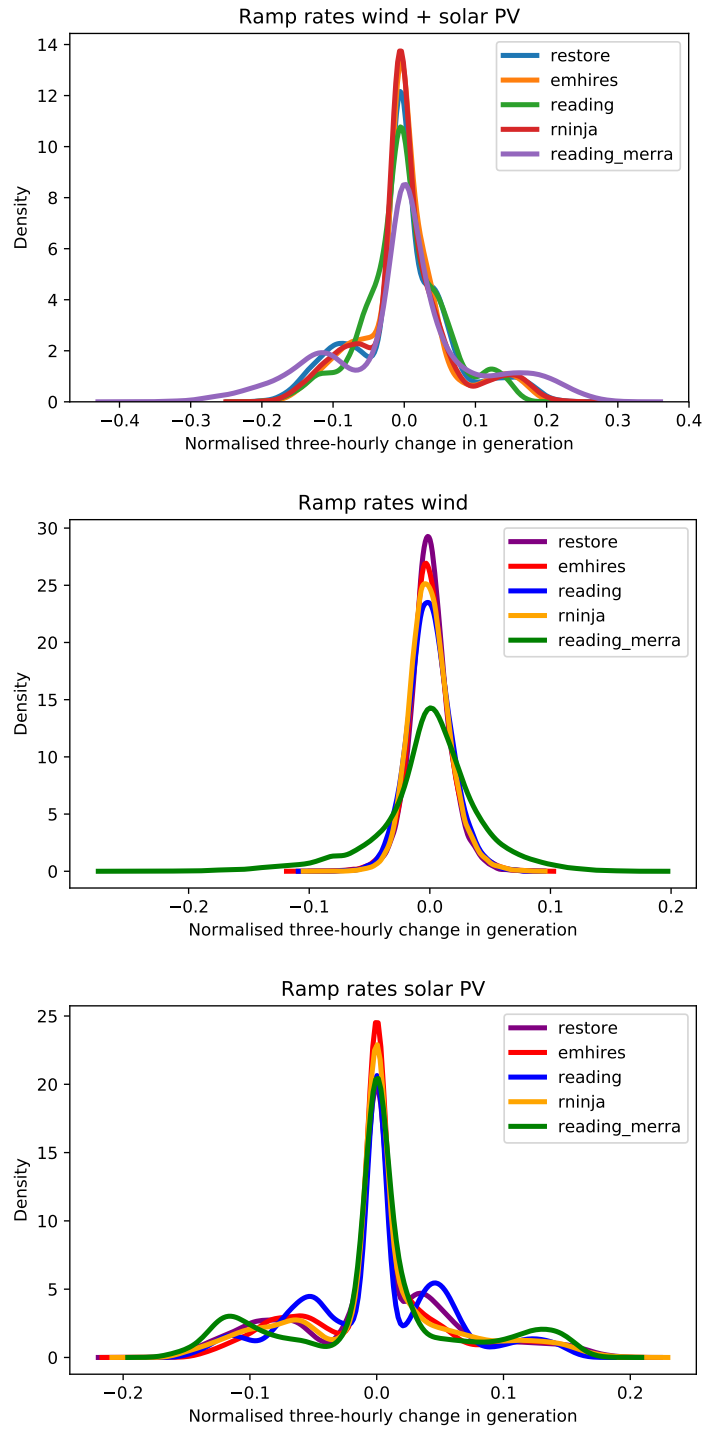 Ramp rates wind + solar PV
14
12
10
8
6
4
2
0
Density
restore
emhires
reading
rninja
reading_merra
−0.4 −0.3 −0.2 −0.1 0.0 0.1 0.2 0.3 0.4
Normalised three-hourly change in generation
Ramp rates wind
30
25
20
15
10
5
0
Density
restore
emhires
reading
rninja
reading_merra
−0.2 −0.1 0.0 0.1 0.2
Normalised three-hourly change in generation
Ramp rates solar PV
25
20
15
10
5
0
Density
restore
emhires
reading
rninja
reading_merra
−0.2 −0.1 0.0 0.1 0.2
Normalised three-hourly change in generation